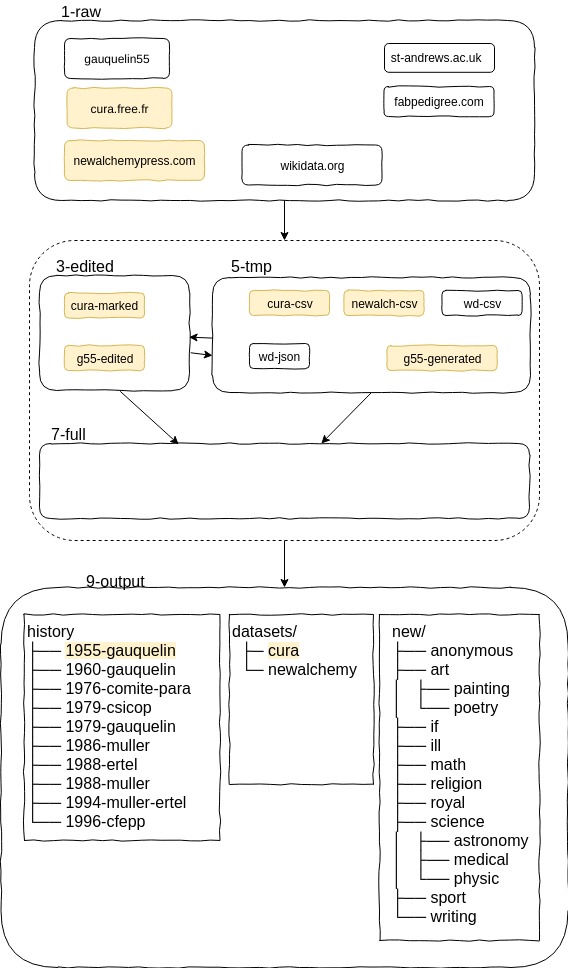 1-raw
gauquelin55
st-andrews.ac.uk
cura.free.fr
fabpedigree.com
newalchemypress.com
wikidata.org
3-edited
5-tmp
cura-marked
cura-csv
newalch-csv
wd-csv
g55-edited
wd-json
g55-generated
7-full
9-output
history
1955-gauquelin
1960-gauquelin
1976-comite-para
1979-csicop
1979-gauquelin
1986-muller
1988-ertel
1988-muller
1994-muller-ertel
1996-cfepp
datasets/
cura
newalchemy
new/
anonymous
art
painting
poetry
if
ill
math
religion
royal
science
astronomy
medical
physic
sport
writing